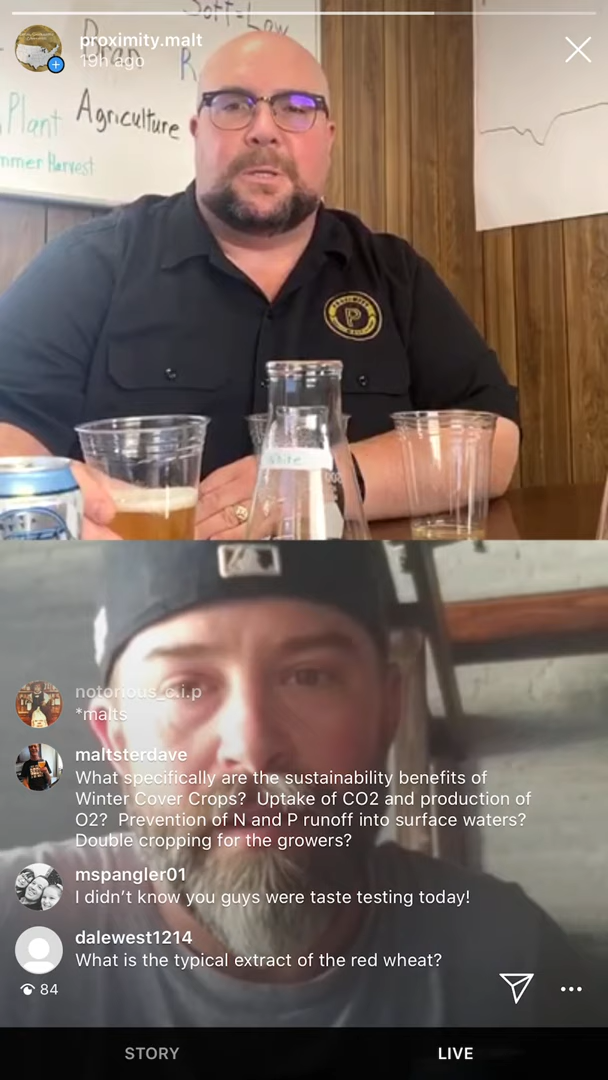 Soft-Low
proximity.malt
19h ago
Dran
R
Plant
Agriculture
mmer Harvest
P
White
notorious_c.i.p
*malts
maltsterdave
What specifically are the sustainability benefits of
Winter Cover Crops?  Uptake of CO2 and production of
O2?  Prevention of N and P runoff into surface waters?
Double cropping for the growers?
mspangler01
I didn’t know you guys were taste testing today!
dalewest1214
What is the typical extract of the red wheat?
84
STORY
LIVE